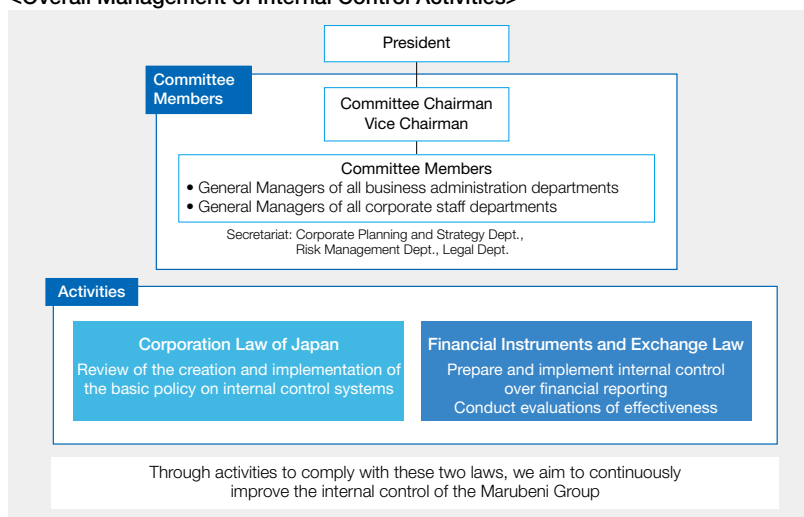 <Overall Management of Internal Control Activities>
President
Committee
Members
Committee Chairman
Vice Chairman
Committee Members
• General Managers of all business administration departments
• General Managers of all corporate staff departments
Secretariat: Corporate Planning and Strategy Dept.,
Risk Management Dept., Legal Dept.
Activities
Corporation Law of Japan
Review of the creation and implementation of
the basic policy on internal control systems
Financial Instruments and Exchange Law
Prepare and implement internal control
over financial reporting
Conduct evaluations of effectiveness
Through activities to comply with these two laws, we aim to continuously
improve the internal control of the Marubeni Group